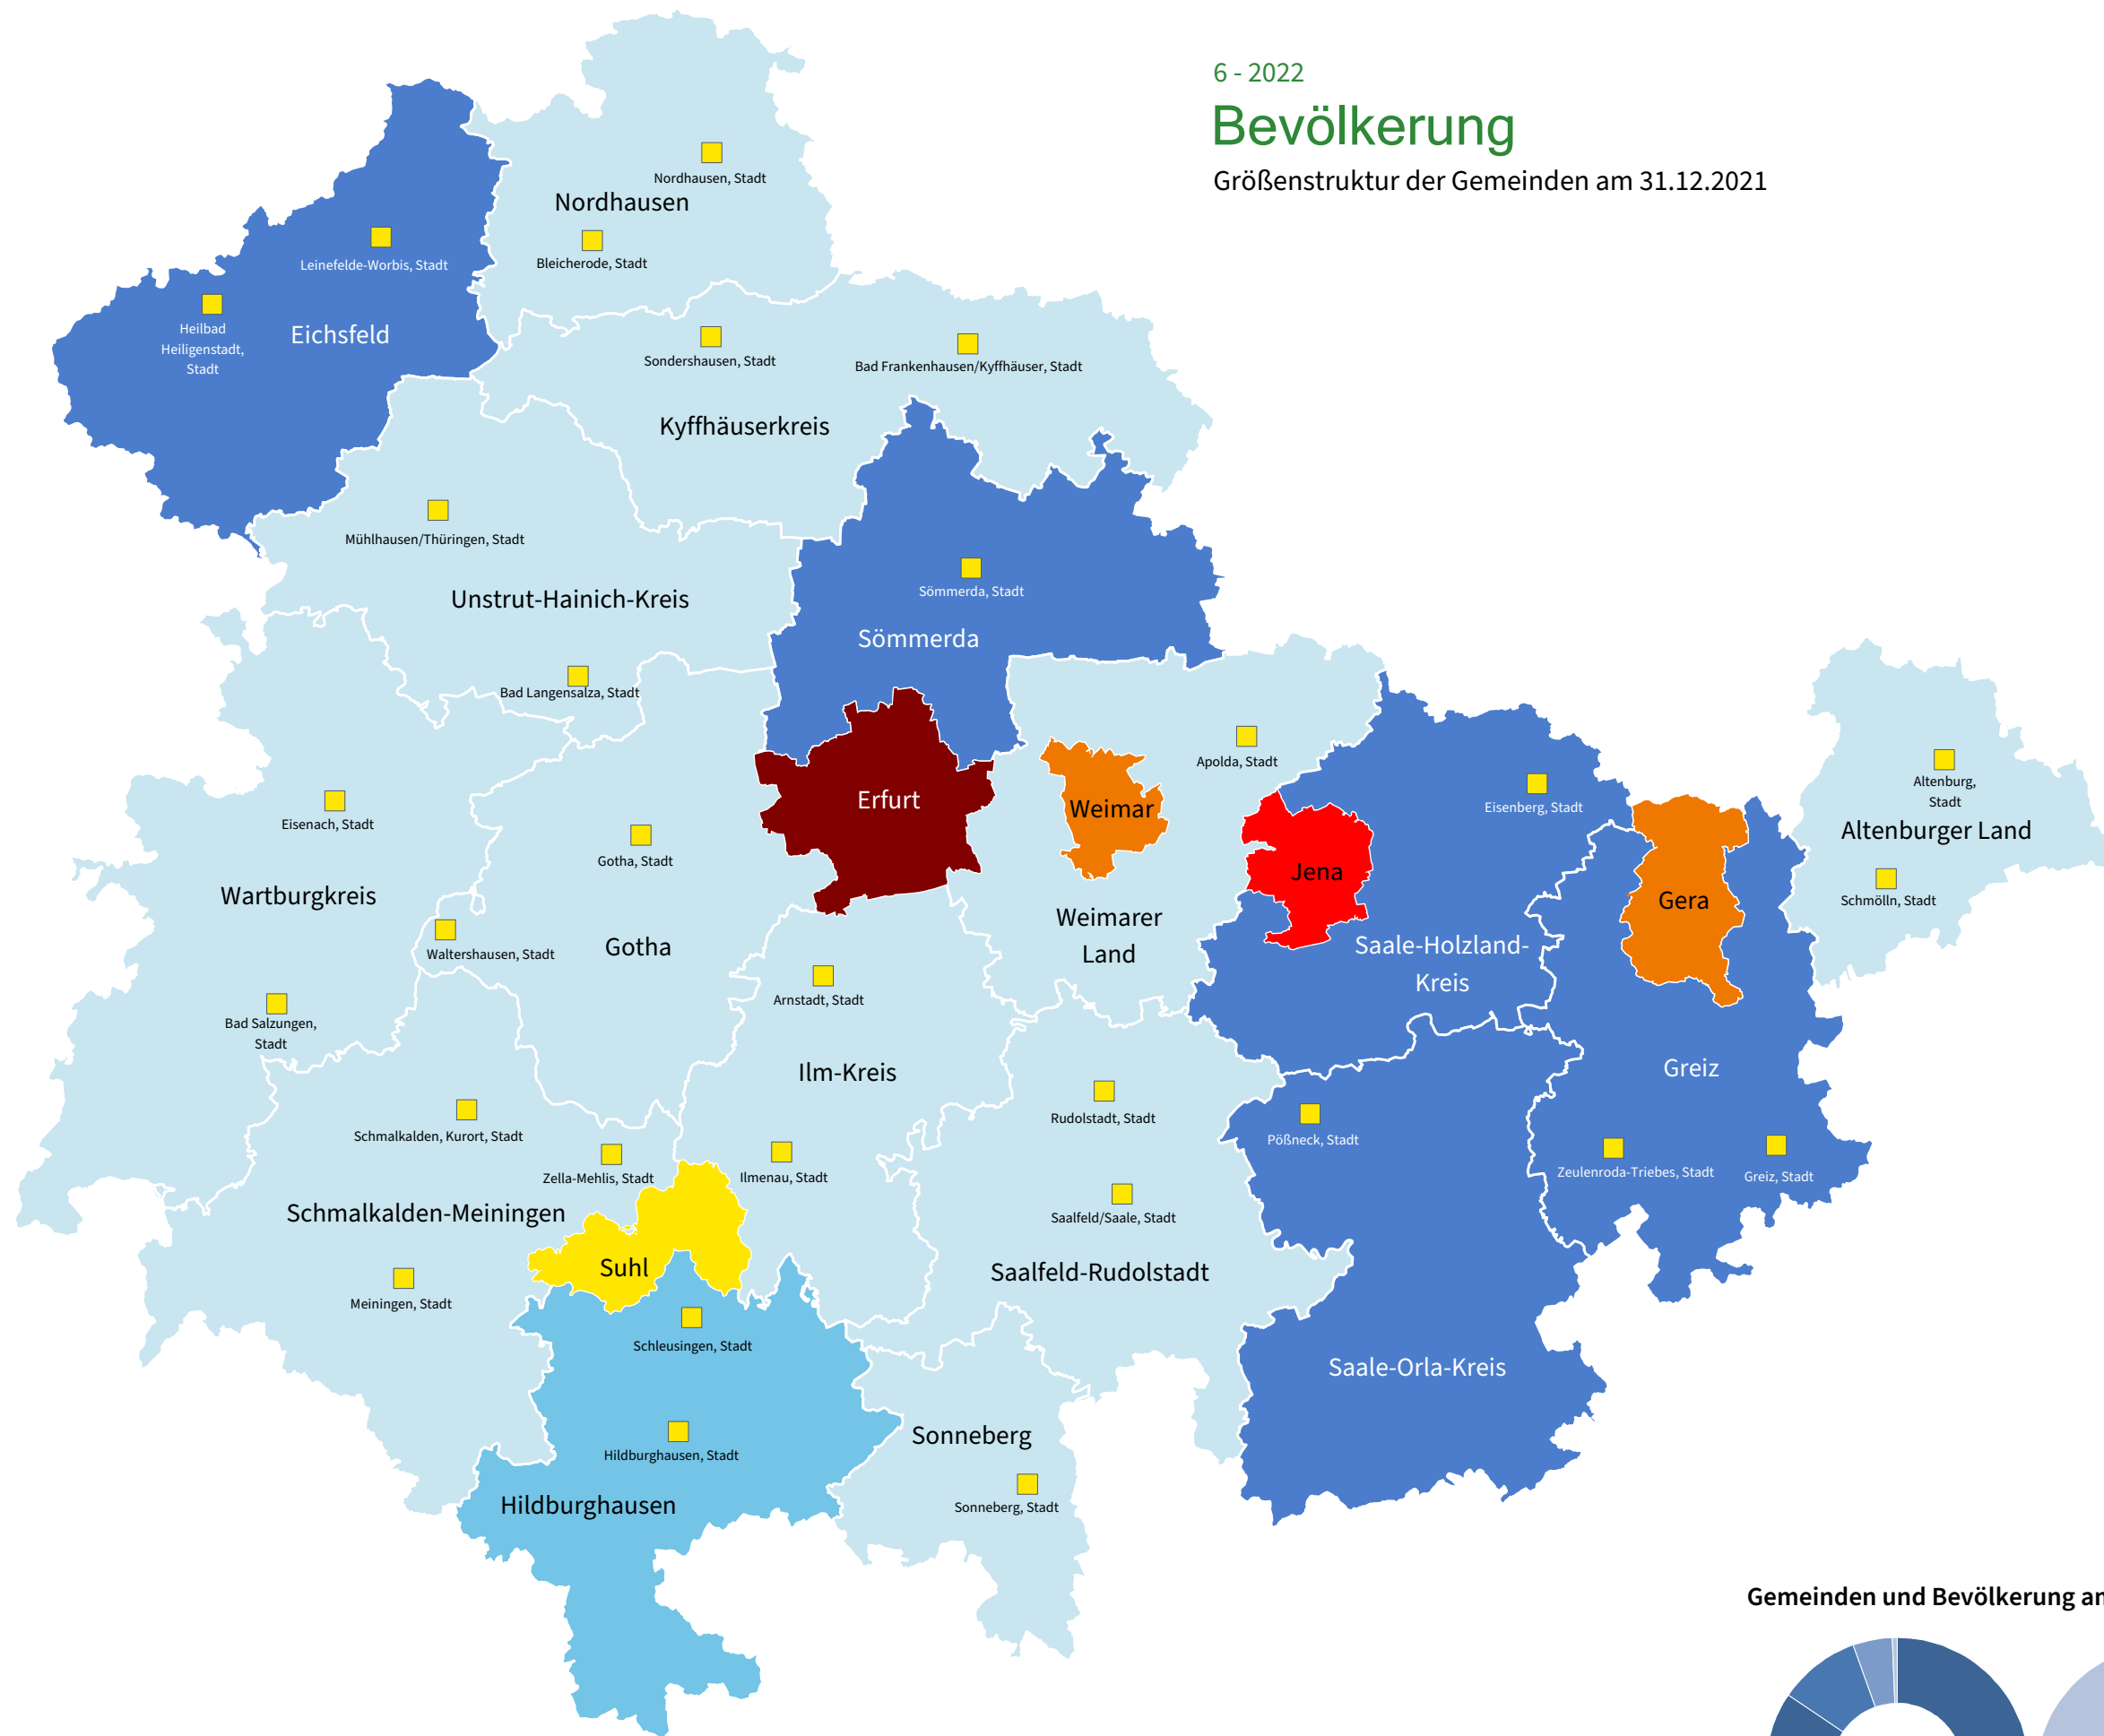 6 - 2022
Bevölkerung
Größenstruktur der Gemeinden am 31.12.2021
Nordhausen, Stadt
Nordhausen
Bleicherode, Stadt
Leinefelde-Worbis, Stadt
Heilbad
Heiligenstadt,
Stadt
Eichsfeld
Sondershausen, Stadt
Bad Frankenhausen/Kyffhäuser, Stadt
Kyffhäuserkreis
Mühlhausen/Thüringen, Stadt
Unstrut-Hainich-Kreis
Bad Langensalza, Stadt
Sömmerda, Stadt
Sömmerda
Apolda, Stadt
Altenburg,
Stadt
Altenburger Land
Schmölln, Stadt
Eisenach, Stadt
Wartburgkreis
Gotha, Stadt
Erfurt
Weimar
Eisenberg, Stadt
Jena
Gera
Weimarer
Land
Saale-Holzland-
Kreis
Waltershausen, Stadt
Gotha
Arnstadt, Stadt
Bad Salzungen,
Stadt
Ilm-Kreis
Greiz
Rudolstadt, Stadt
Pößneck, Stadt
Zeulenroda-Triebes, Stadt
Greiz, Stadt
Schmalkalden, Kurort, Stadt
Zella-Mehlis, Stadt
Ilmenau, Stadt
Schmalkalden-Meiningen
Saalfeld/Saale, Stadt
Suhl
Saalfeld-Rudolstadt
Meiningen, Stadt
Schleusingen, Stadt
Saale-Orla-Kreis
Hildburghausen, Stadt
Sonneberg
Hildburghausen
Sonneberg, Stadt
Gemeinden und Bevölkerung